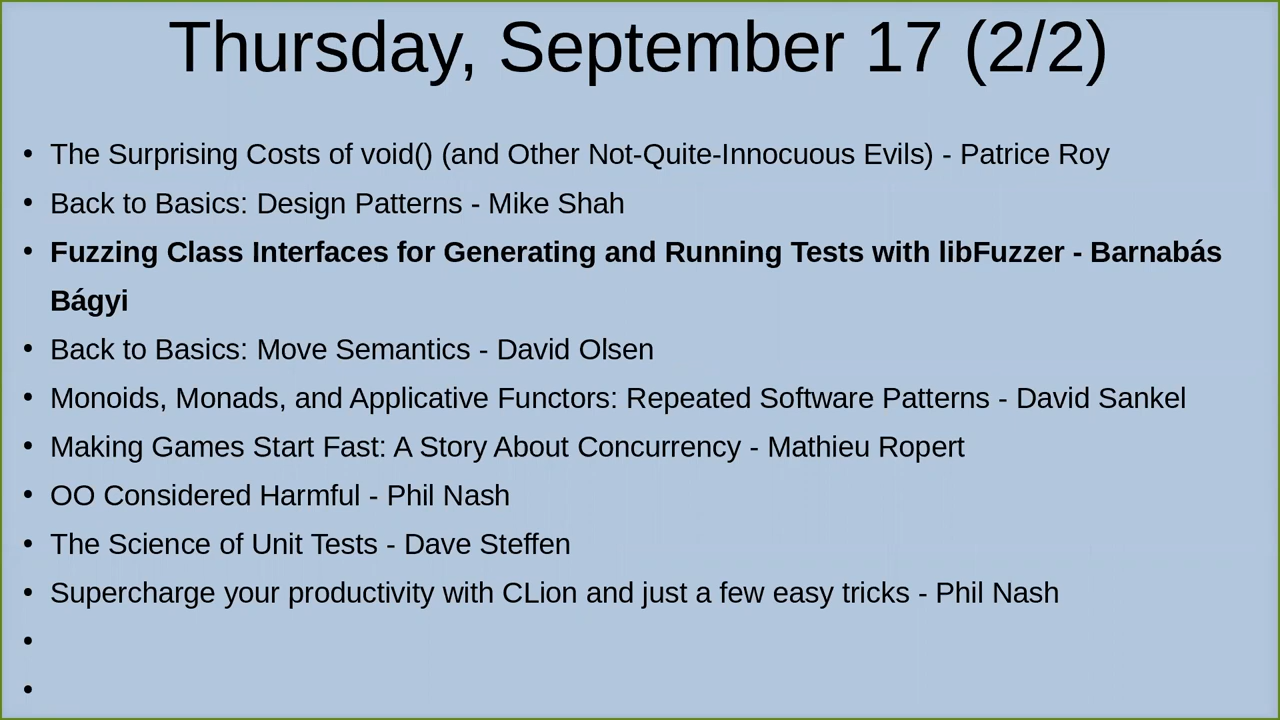 Thursday, September 17 (2/2)
• The Surprising Costs of void() (and Other Not-Quite-Innocuous Evils) - Patrice Roy
• Back to Basics: Design Patterns - Mike Shah
• Fuzzing Class Interfaces for Generating and Running Tests with libFuzzer - Barnabás
Bágyi
• Back to Basics: Move Semantics - David Olsen
• Monoids, Monads, and Applicative Functors: Repeated Software Patterns - David Sankel
• Making Games Start Fast: A Story About Concurrency - Mathieu Ropert
• OO Considered Harmful - Phil Nash
• The Science of Unit Tests - Dave Steffen
• Supercharge your productivity with CLion and just a few easy tricks - Phil Nash
•
•